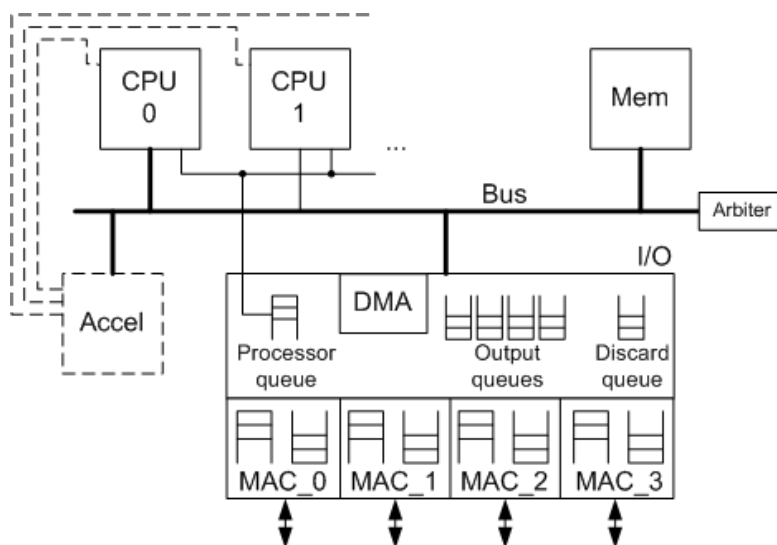 CPU
0
CPU
1
...
Mem
Bus
Arbiter
I/O
Accel
DMA
Processor
queue
Output
queues
Discard
queue
MAC_0
MAC_1
MAC_2
MAC_3